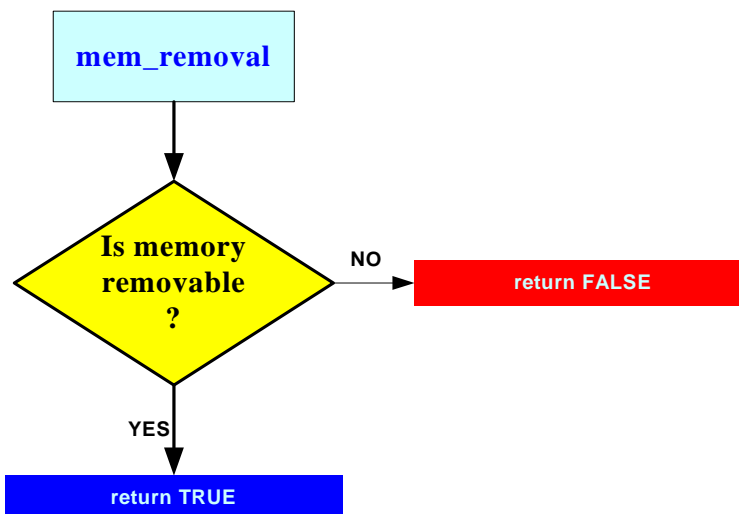 mem_removal
Is memory
removable
?
NO
return FALSE
YES
return TRUE